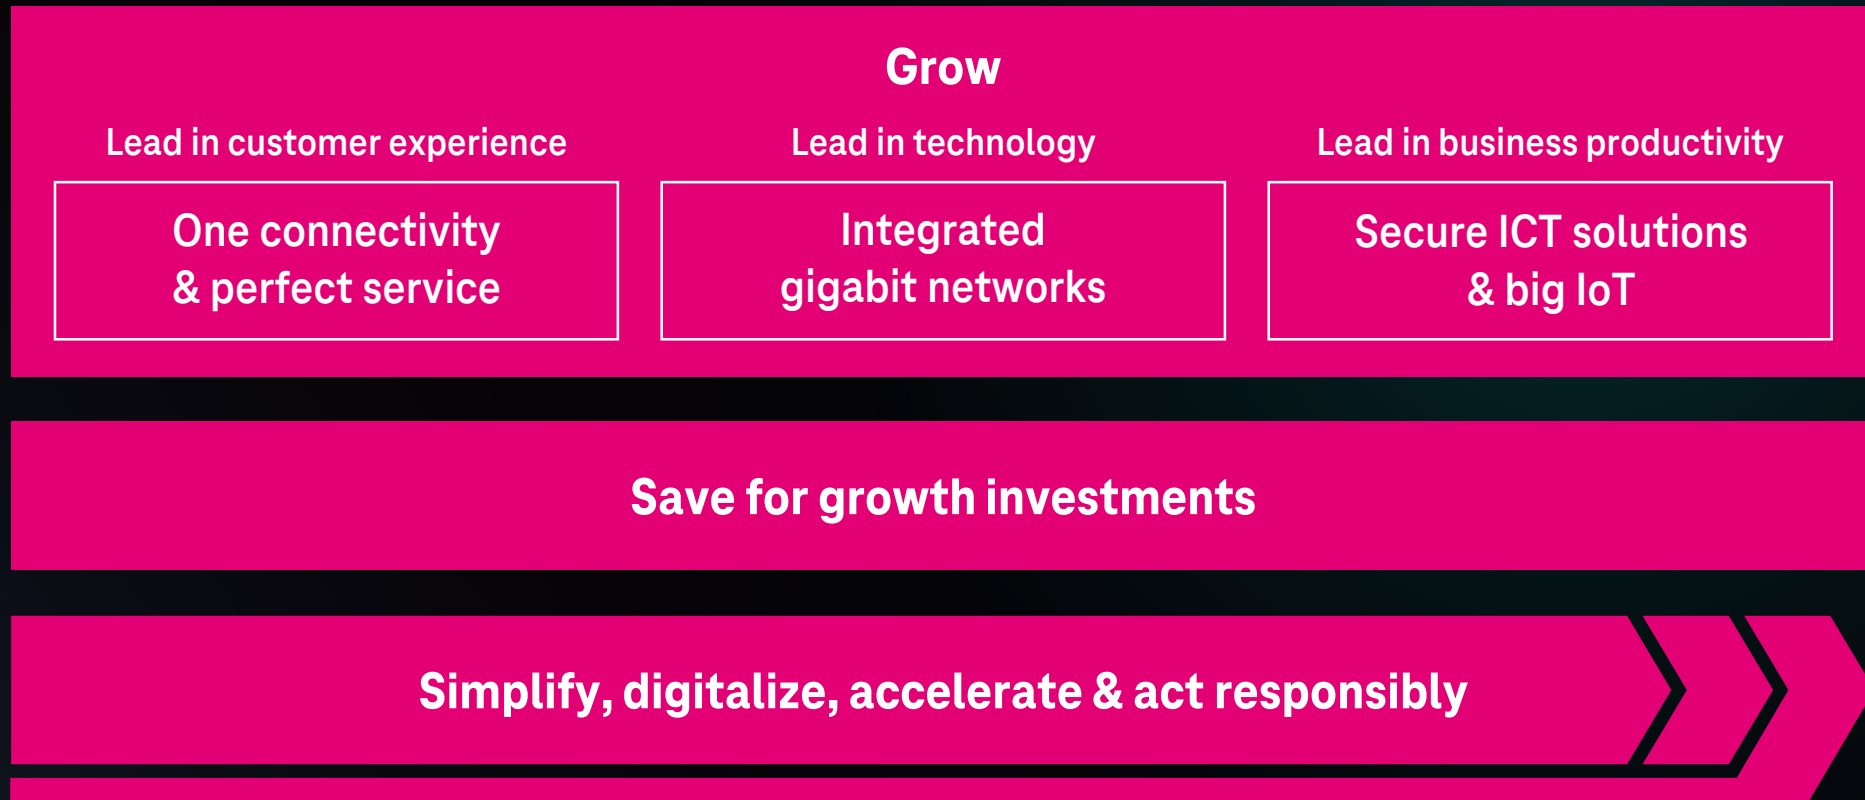 Grow
Lead in customer experience
One connectivity
& perfect service
Lead in technology
Integrated
gigabit networks
Lead in business productivity
Secure ICT solutions
& big IoT
Save for growth investments
Simplify, digitalize, accelerate & act responsibly